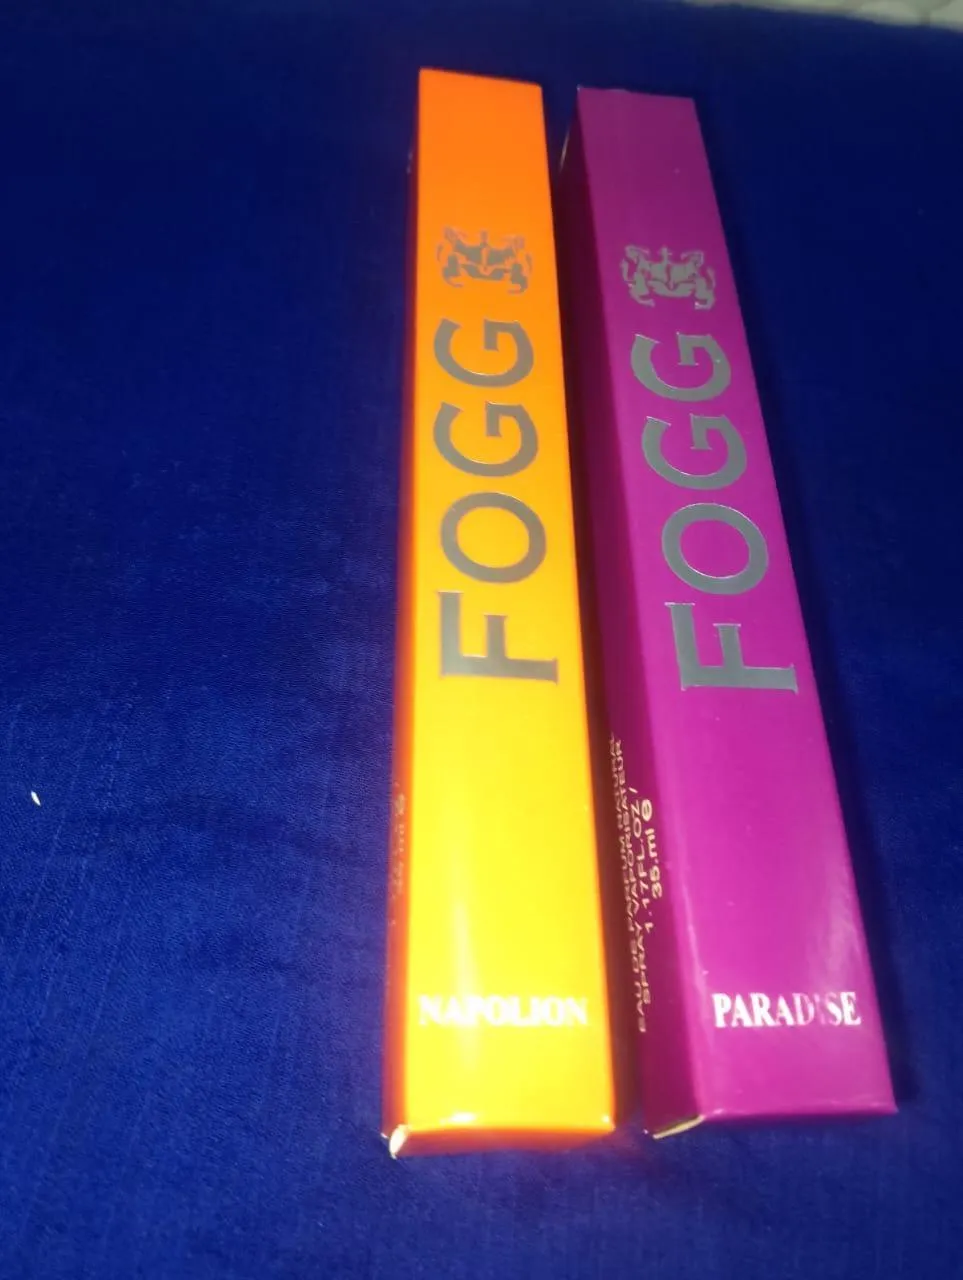 FOGG
NAPOLION
FOGG
PARADISE
EAU DE PARFUM NATURAL
SPRAY VAPORISATEUR
1.17FL.OZ /
35.ml e